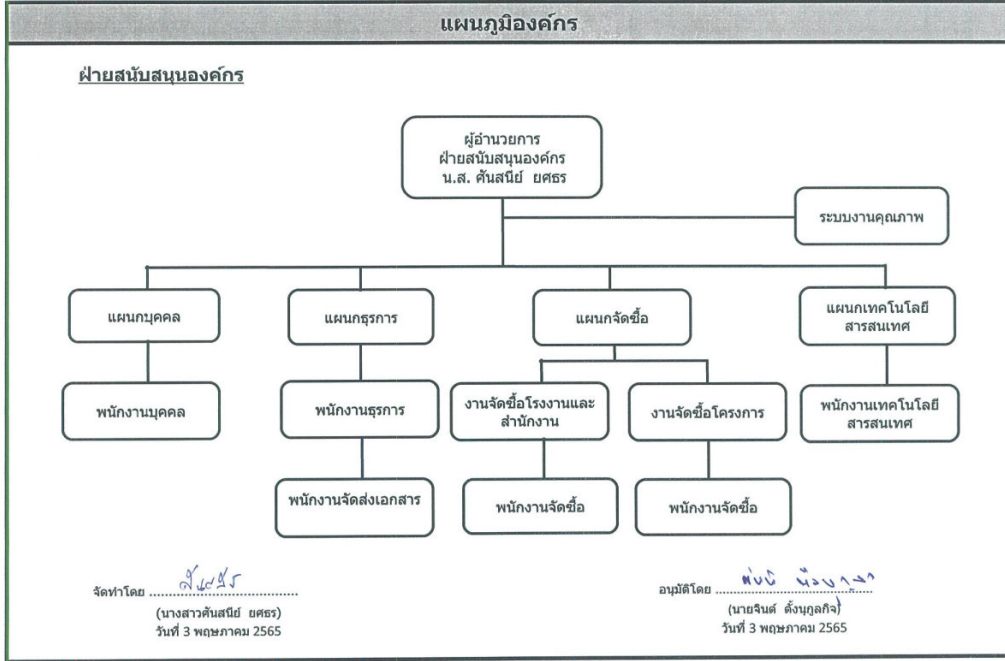 แผนภูมิองค์กร
ฝ่ายสนับสนุนองค์กร
ผู้อำนวยการ
ฝ่ายสนับสนุนองค์กร
น.ส. ศันสนีย์ ยศธร
ระบบงานคุณภาพ
แผนกบุคคล
แผนกธุรการ
แผนกจัดซื้อ
แผนกเทคโนโลยี
สารสนเทศ
พนักงานบุคคล
พนักงานธุรการ
งานจัดซื้อโรงงานและ
สำนักงาน
งานจัดซื้อโครงการ
พนักงานเทคโนโลยี
สารสนเทศ
พนักงานจัดส่งเอกสาร
พนักงานจัดซื้อ
พนักงานจัดซื้อ
จัดทำโดย
(นางสาวศันสนีย์ ยศธร)
วันที่ 3 พฤษภาคม 2565
อนุมัติโดย
(นายจินต์ ตั้งนุกูลกิจ)
วันที่ 3 พฤษภาคม 2565